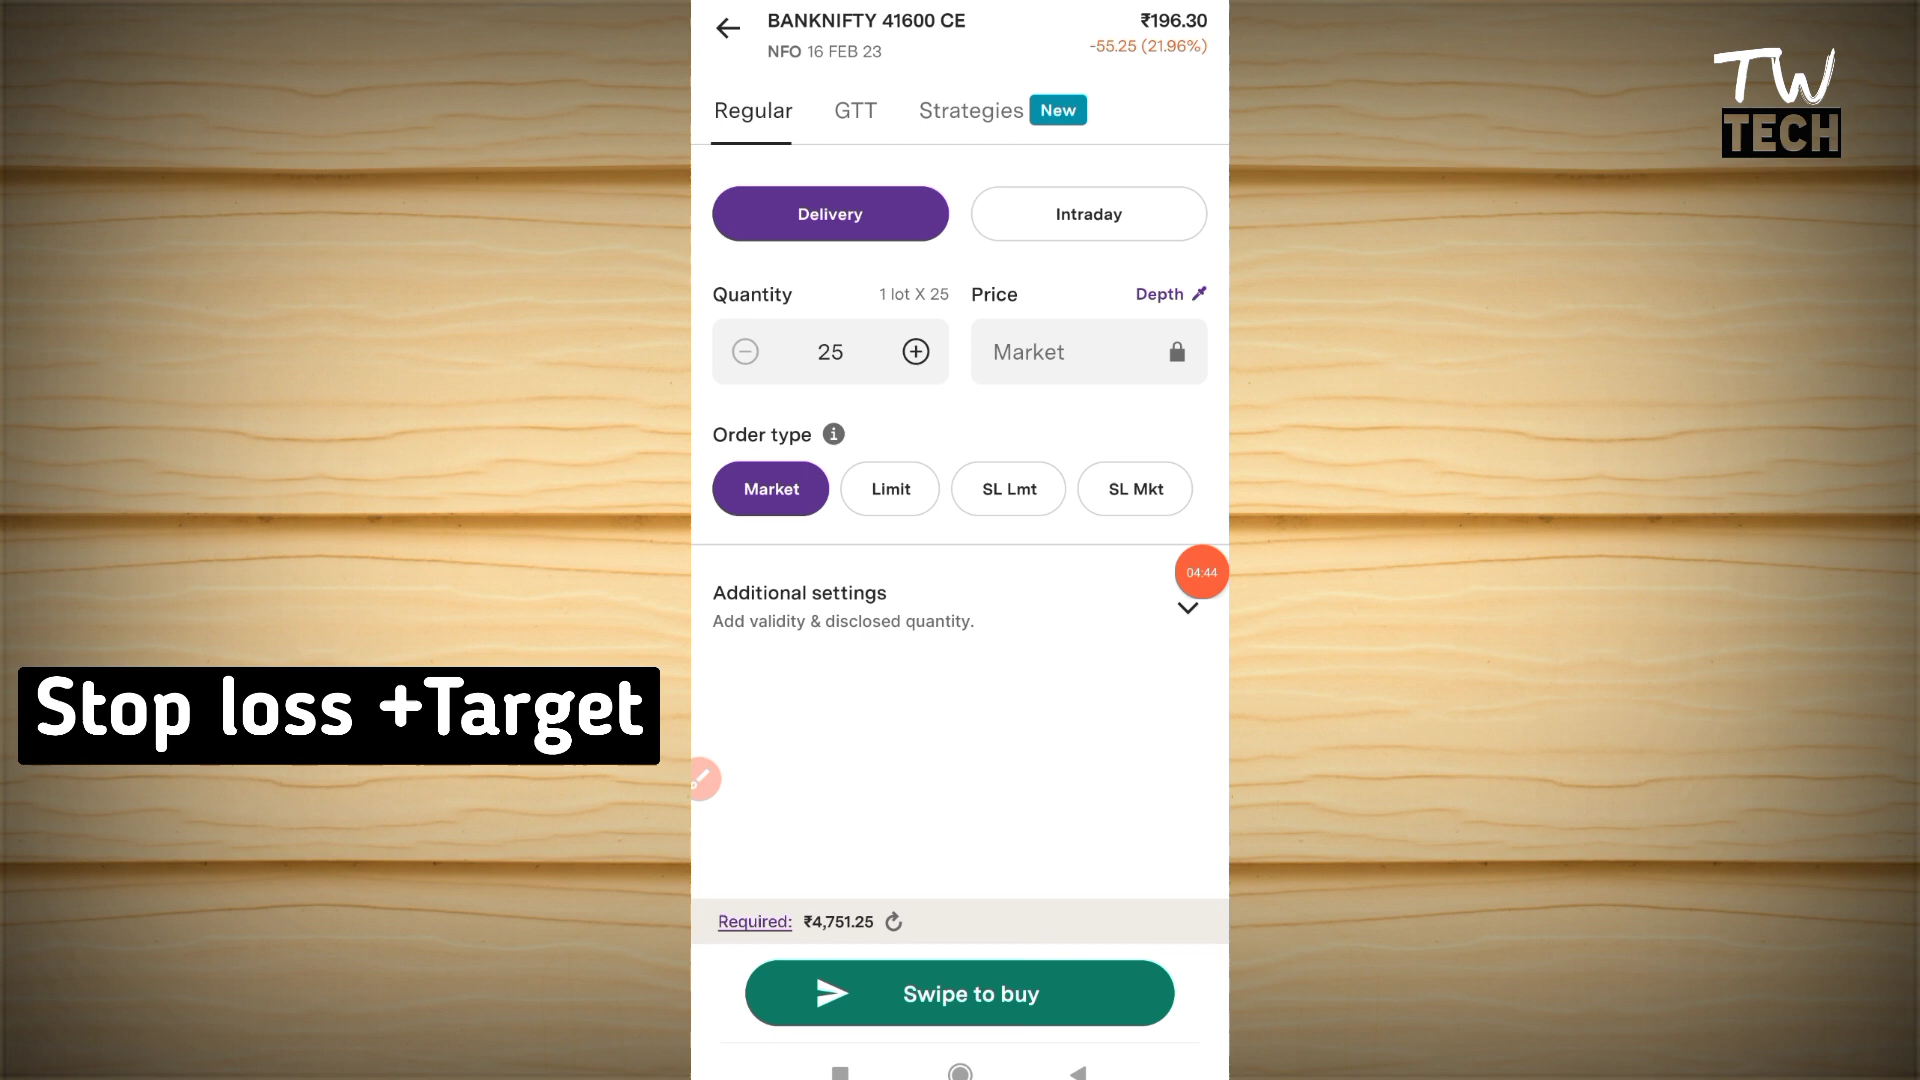 BANKNIFTY 41600 CE
₹196.30
NFO 16 FEB 23
-55.25 (21.96%)
TW
TECH
Regular
GTT
Strategies
New
Delivery
Intraday
Quantity
1 lot X 25
Price
Depth
25
Market
Order type
Market
Limit
SL Lmt
SL Mkt
04:44
Additional settings
Add validity & disclosed quantity.
Stop loss +Target
Required: ₹4,751.25
Swipe to buy